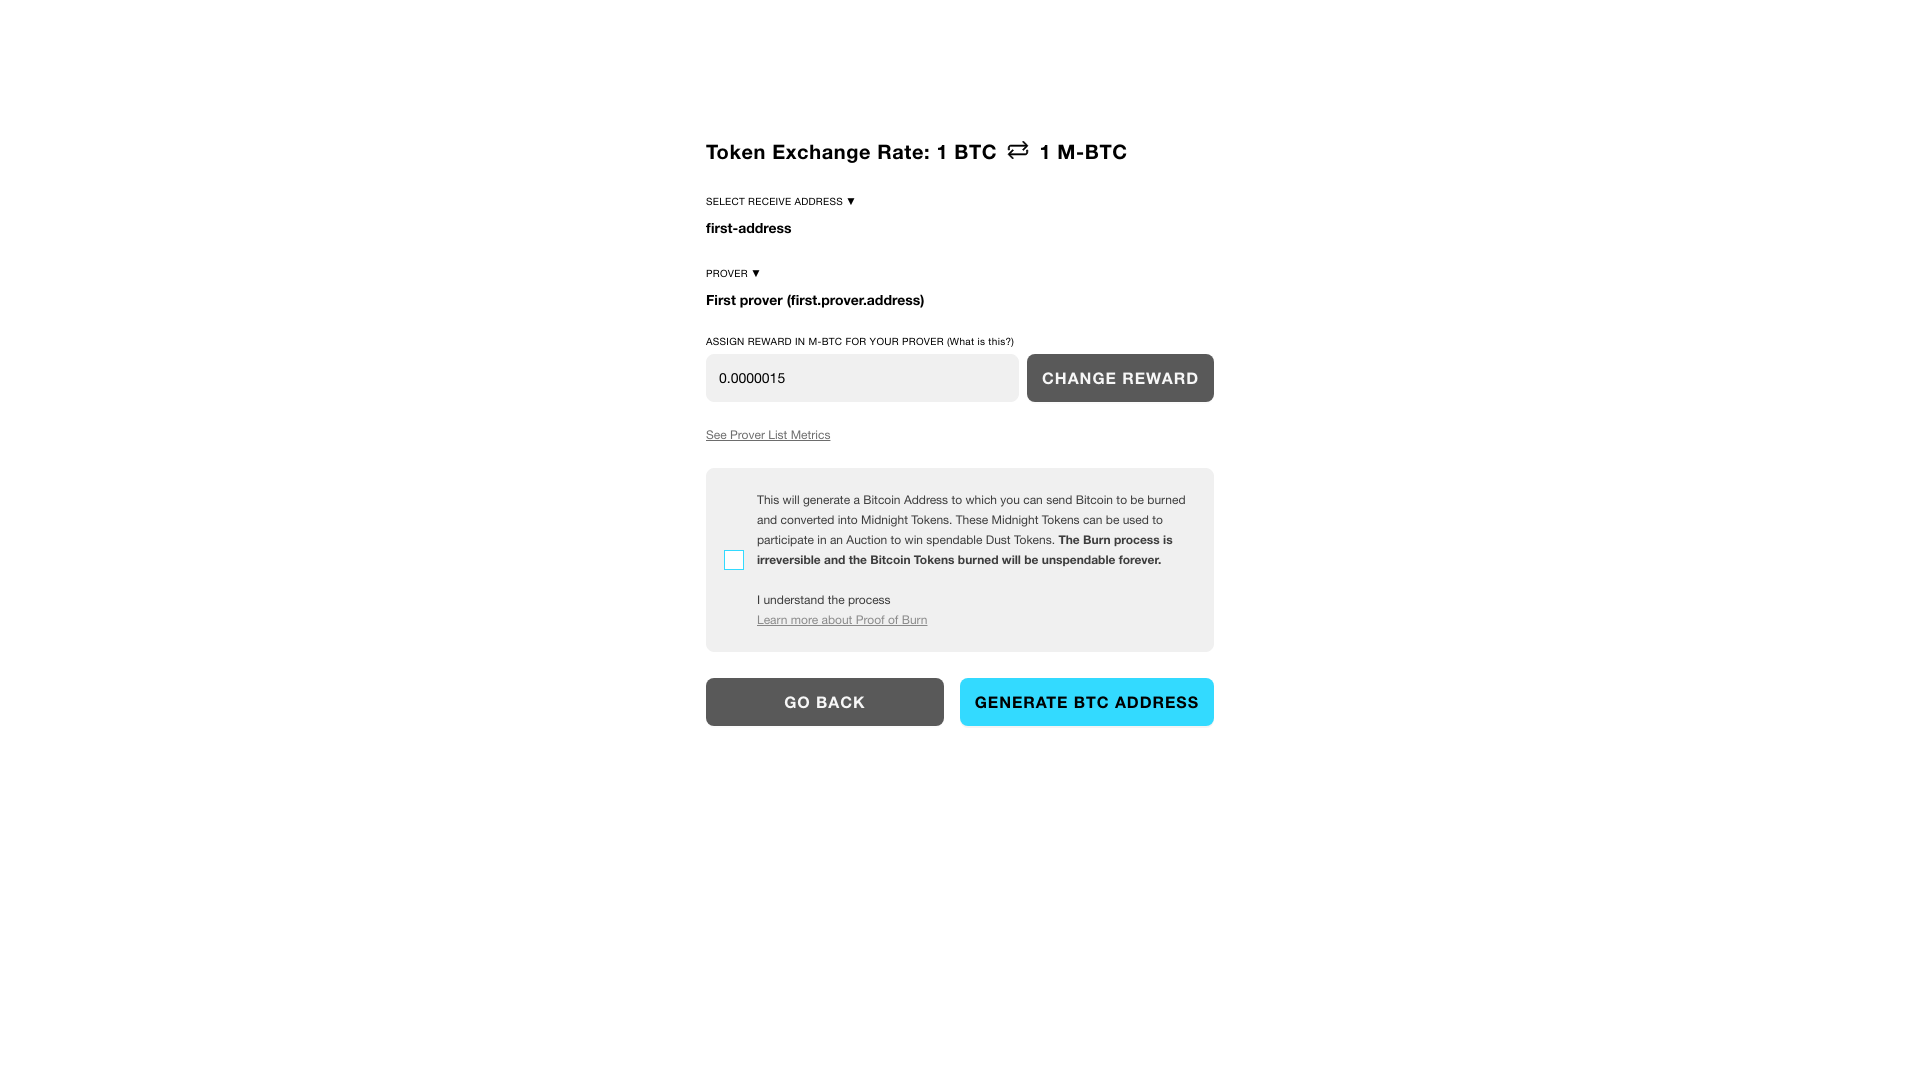 Token Exchange Rate: 1 BTC ⇄ 1 M-BTC
SELECT RECEIVE ADDRESS ▼
first-address
PROVER ▼
First prover (first.prover.address)
ASSIGN REWARD IN M-BTC FOR YOUR PROVER (What is this?)
0.0000015
CHANGE REWARD
See Prover List Metrics
This will generate a Bitcoin Address to which you can send Bitcoin to be burned
and converted into Midnight Tokens. These Midnight Tokens can be used to
participate in an Auction to win spendable Dust Tokens. The Burn process is
irreversible and the Bitcoin Tokens burned will be unspendable forever.
I understand the process
Learn more about Proof of Burn
GO BACK
GENERATE BTC ADDRESS